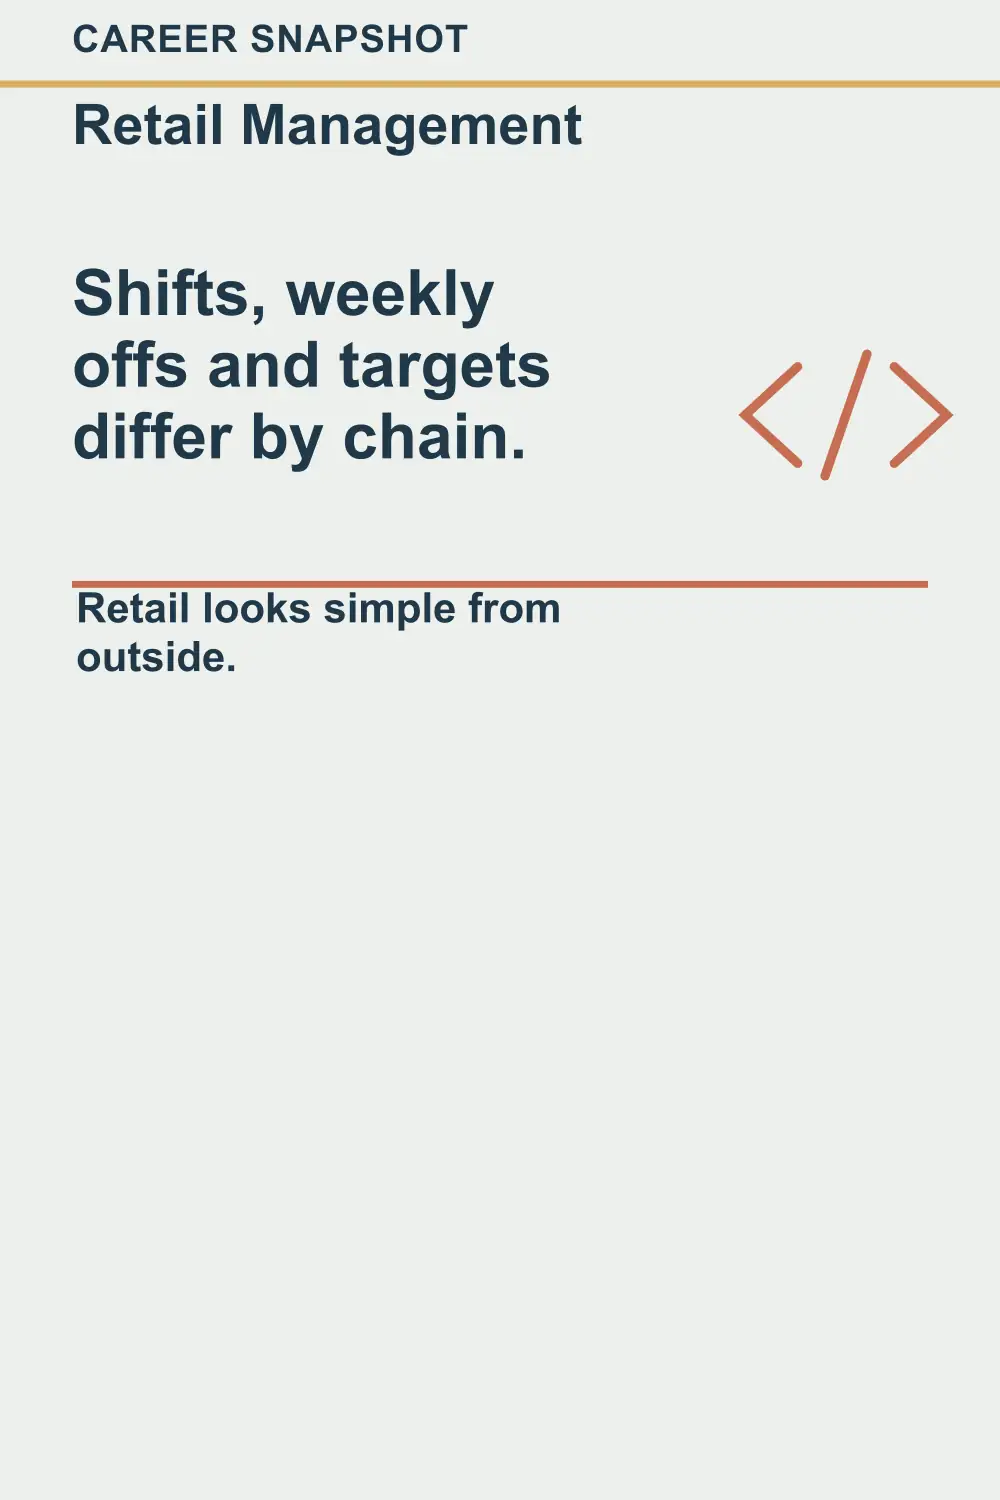 CAREER SNAPSHOT
Retail Management
Shifts, weekly
offs and targets
differ by chain.
Retail looks simple from
outside.